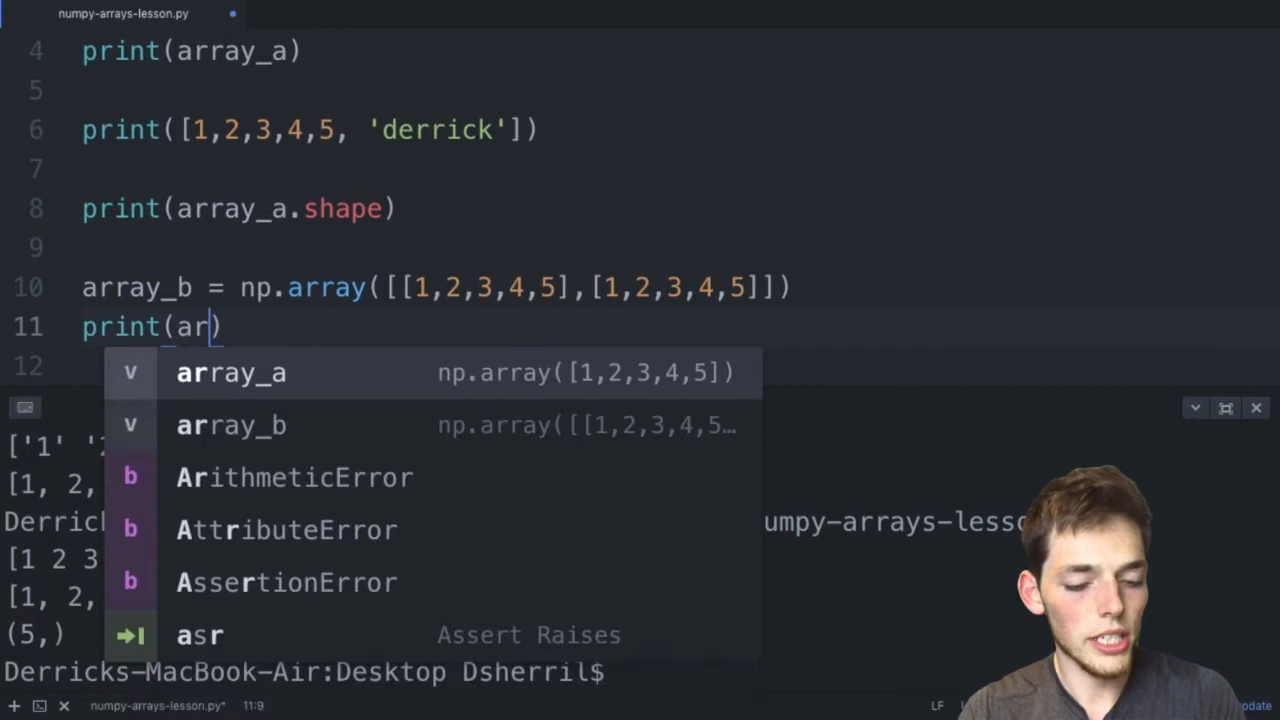 numpy-arrays-lesson.py
4 print(array_a)
5
6 print([1,2,3,4,5, 'derrick'])
7
8 print(array_a.shape)
9
10 array_b = np.array([[1,2,3,4,5],[1,2,3,4,5]])
11 print(ar)
12
v array_a np.array([1,2,3,4,5])
v array_b np.array([[1,2,3,4,5…
b ArithmeticError
b AttributeError
b AssertionError
asr Assert Raises
['1'
[1, 2,
Derrick umpy-arrays-lesso
[1 2 3
[1, 2,
(5,)
Derricks-MacBook-Air:Desktop Dsherril$
numpy-arrays-lesson.py* 11:9 LF